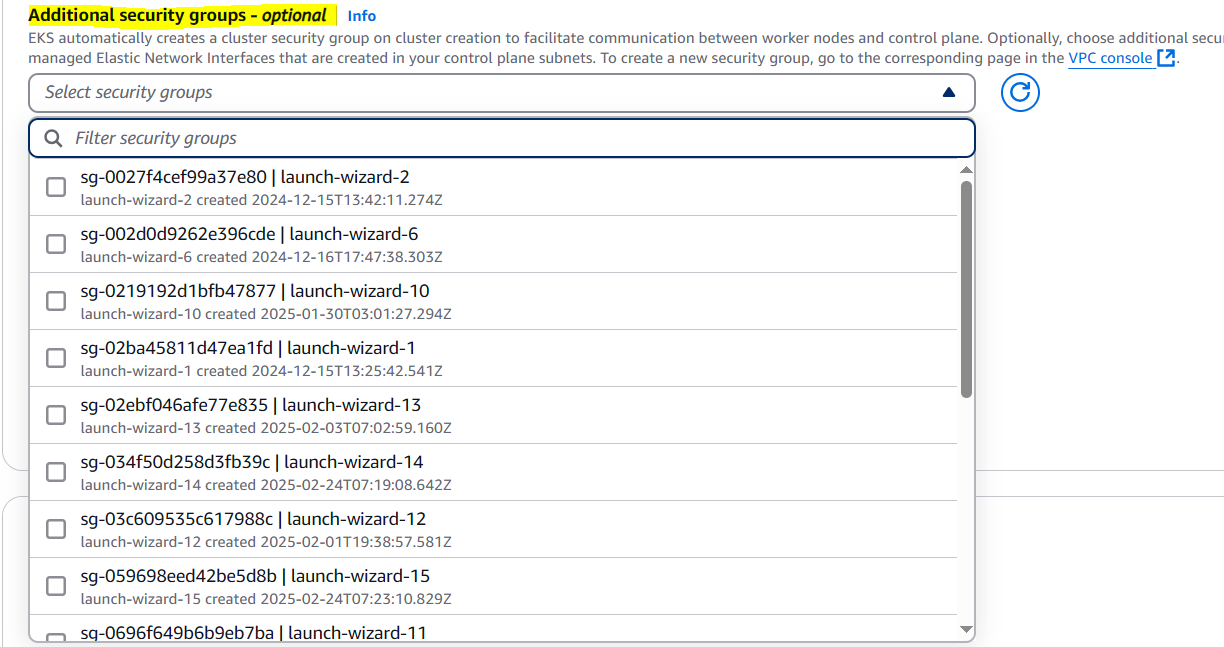 Additional security groups - optional Info
EKS automatically creates a cluster security group on cluster creation to facilitate communication between worker nodes and control plane. Optionally, choose additional
managed Elastic Network Interfaces that are created in your control plane subnets. To create a new security group, go to the corresponding page in the VPC console.
Select security groups
Filter security groups
sg-0027f4cef99a37e80 | launch-wizard-2
launch-wizard-2 created 2024-12-15T13:42:11.274Z
sg-002d0d9262e396cde | launch-wizard-6
launch-wizard-6 created 2024-12-16T17:47:38.303Z
sg-0219192d1bfb47877 | launch-wizard-10
launch-wizard-10 created 2025-01-30T03:01:27.294Z
sg-02ba45811d47ea1fd | launch-wizard-1
launch-wizard-1 created 2024-12-15T13:25:42.541Z
sg-02ebf046afe77e835 | launch-wizard-13
launch-wizard-13 created 2025-02-03T07:02:59.160Z
sg-034f50d258d3fb39c | launch-wizard-14
launch-wizard-14 created 2025-02-24T07:19:08.642Z
sg-03c609535c617988c | launch-wizard-12
launch-wizard-12 created 2025-02-01T19:38:57.581Z
sg-059698eed42be5d8b | launch-wizard-15
launch-wizard-15 created 2025-02-24T07:23:10.829Z
sg-0696f649b6b9eb7ba | launch-wizard-11